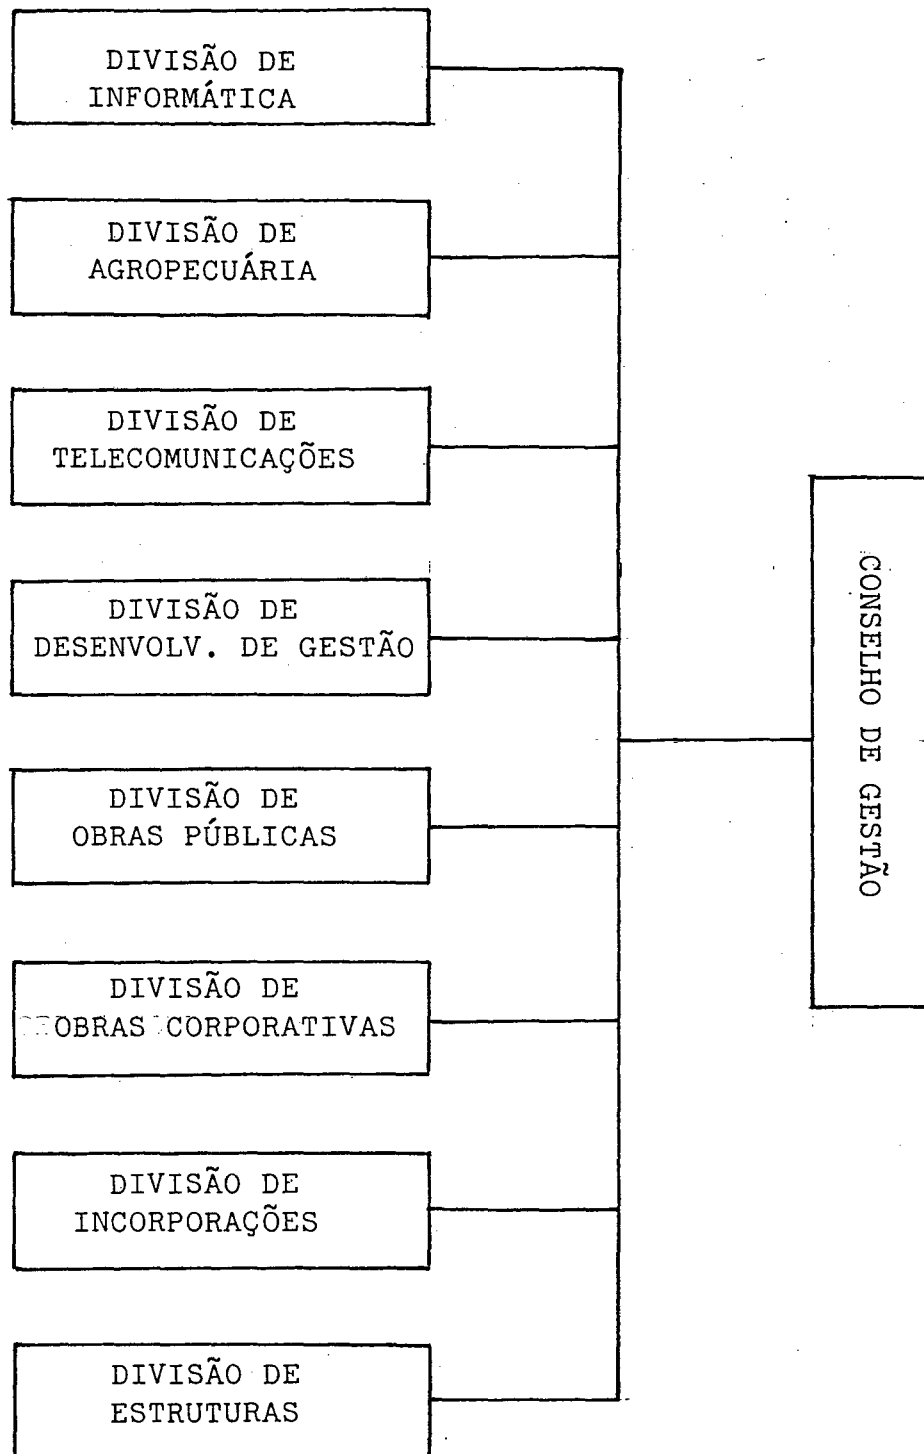 DIVISÃO DE
INFORMÁTICA
DIVISÃO DE
AGROPECUÁRIA
DIVISÃO DE
TELECOMUNICAÇÕES
DIVISÃO DE
DESENVOLV. DE GESTÃO
DIVISÃO DE
OBRAS PÚBLICAS
DIVISÃO DE
OBRAS CORPORATIVAS
DIVISÃO DE
INCORPORAÇÕES
DIVISÃO DE
ESTRUTURAS
CONSELHO DE GESTÃO